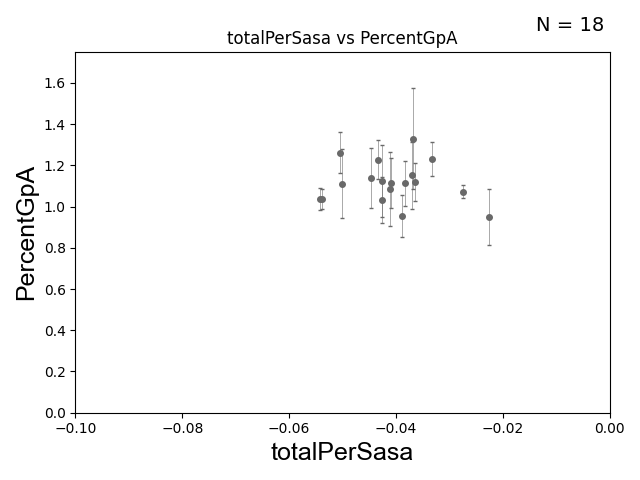 N = 18
totalPerSasa vs PercentGpA
PercentGpA
1.6
1.4
1.2
1.0
0.8
0.6
0.4
0.2
0.0
−0.10 −0.08 −0.06 −0.04 −0.02 0.00
totalPerSasa